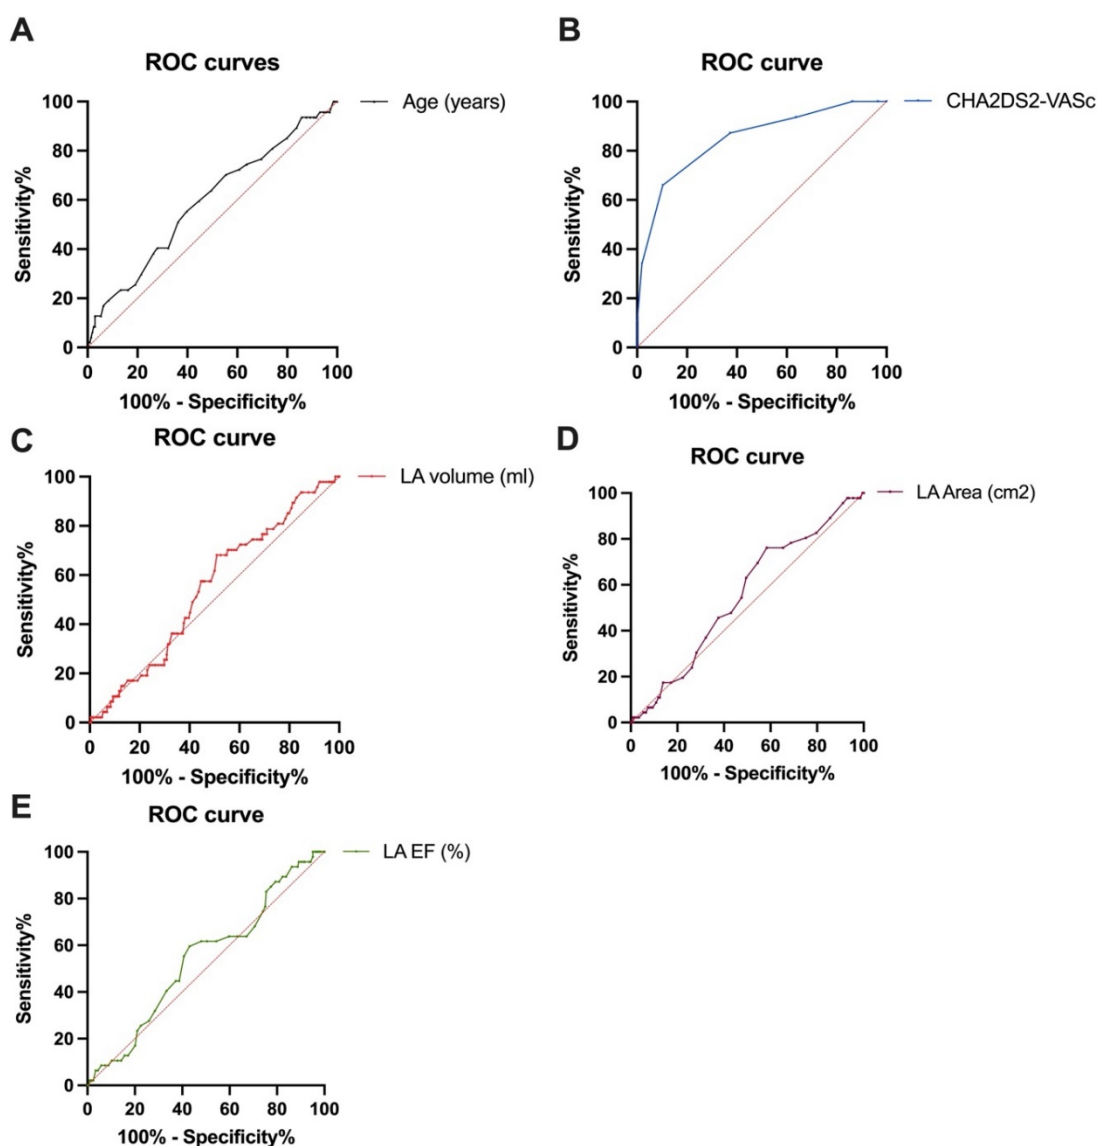 A
ROC curves
Age (years)
100
80
60
40
20
0
Sensitivity%
0 20 40 60 80 100
100% - Specificity%
B
ROC curve
CHA2DS2-VASc
100
80
60
40
20
0
Sensitivity%
0 20 40 60 80 100
100% - Specificity%
C
ROC curve
LA volume (ml)
100
80
60
40
20
0
Sensitivity%
0 20 40 60 80 100
100% - Specificity%
D
ROC curve
LA Area (cm2)
100
80
60
40
20
0
Sensitivity%
0 20 40 60 80 100
100% - Specificity%
E
ROC curve
LA EF (%)
100
80
60
40
20
0
Sensitivity%
0 20 40 60 80 100
100% - Specificity%